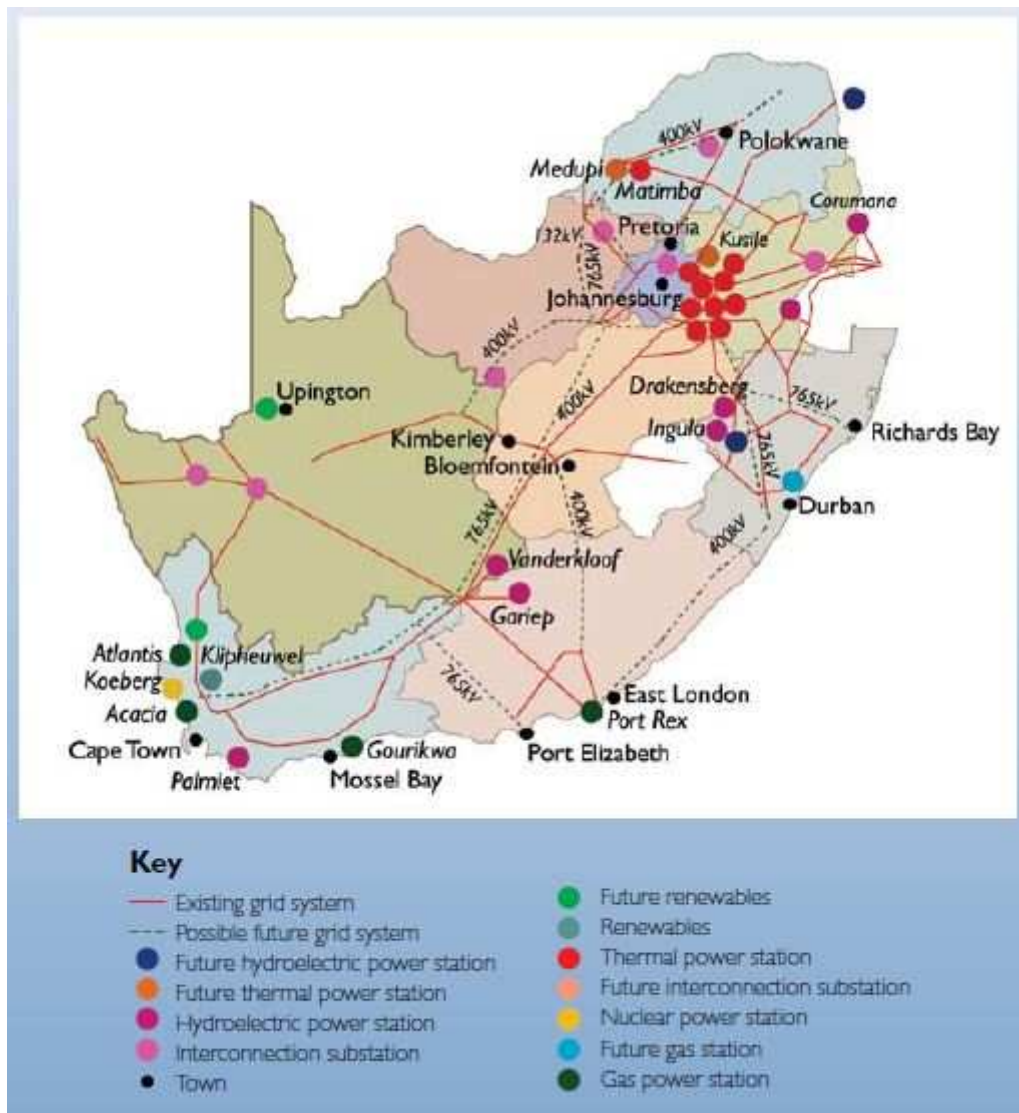 400kV
Polokwane
Medupi
Matimba
Corumana
Pretoria
Kusile
132kV
765kV
Johannesburg
400kV
400kV
Drakensberg
765kV
Upington
Ingula
Richards Bay
Kimberley
Bloemfontein
765kV
Durban
765kV
400kV
400kV
Vanderkloof
Gariep
Atlantis
Klipheuwel
Koeberg
765kV
East London
Acacia
Port Rex
Cape Town
Gourikwa
Port Elizabeth
Palmiet
Mossel Bay
Key
Existing grid system
Possible future grid system
Future hydroelectric power station
Future thermal power station
Hydroelectric power station
Interconnection substation
Town
Future renewables
Renewables
Thermal power station
Future interconnection substation
Nuclear power station
Future gas station
Gas power station